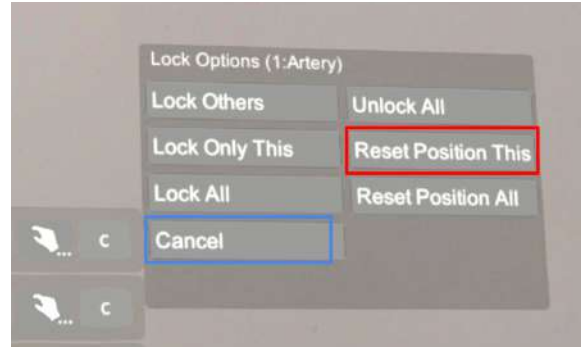 Lock Options (1:Artery)
Lock Others Unlock All
Lock Only This Reset Position This
Lock All Reset Position All
Cancel
... C
... C